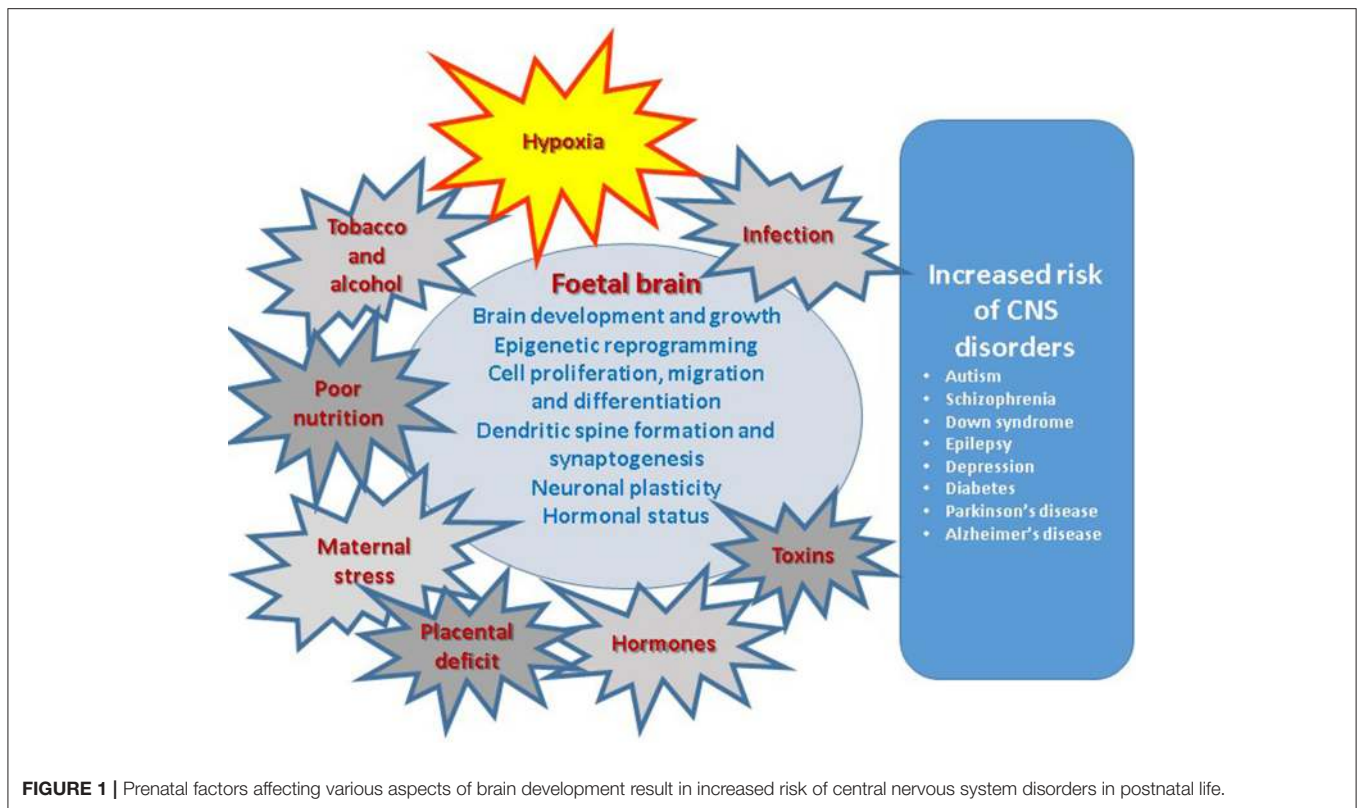 Hypoxia
Tobacco
and
alcohol
Infection
Poor
nutrition
Maternal
stress
Placental
deficit
Hormones
Toxins
Foetal brain
Brain development and growth
Epigenetic reprogramming
Cell proliferation, migration
and differentiation
Dendritic spine formation and
synaptogenesis
Neuronal plasticity
Hormonal status
Increased risk
of CNS
disorders
• Autism
• Schizophrenia
• Down syndrome
• Epilepsy
• Depression
• Diabetes
• Parkinson's disease
• Alzheimer's disease
FIGURE 1 | Prenatal factors affecting various aspects of brain development result in increased risk of central nervous system disorders in postnatal life.